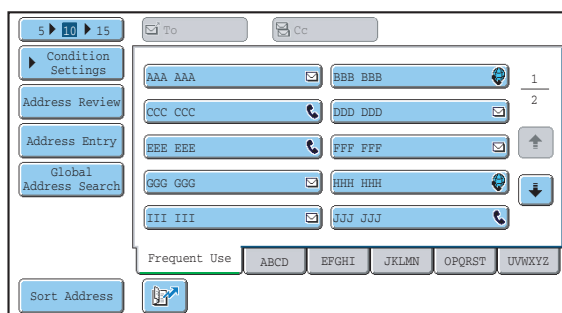 5 10 15
To
Cc
Condition
Settings
Address Review
Address Entry
Global
Address Search
Sort Address
AAA AAA
BBB BBB
CCC CCC
DDD DDD
EEE EEE
FFF FFF
GGG GGG
HHH HHH
III III
JJJ JJJ
1
2
Frequent Use
ABCD
EFGHI
JKLMN
OPQRST
UVWXYZ